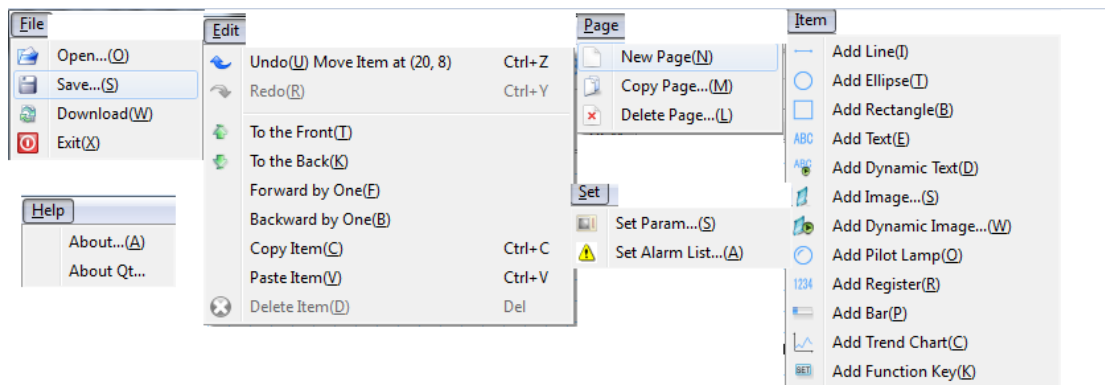 File
Open...(O)
Save...(S)
Download(W)
Exit(X)
Edit
Undo(U) Move Item at (20, 8) Ctrl+Z
Redo(R) Ctrl+Y
To the Front(T)
To the Back(K)
Forward by One(F)
Backward by One(B)
Copy Item(C) Ctrl+C
Paste Item(V) Ctrl+V
Delete Item(D) Del
Page
New Page(N)
Copy Page...(M)
Delete Page...(L)
Set
Set Param...(S)
Set Alarm List...(A)
Item
Add Line(I)
Add Ellipse(T)
Add Rectangle(B)
ABC Add Text(E)
ABC Add Dynamic Text(D)
Add Image...(S)
Add Dynamic Image...(W)
Add Pilot Lamp(O)
1234 Add Register(R)
Add Bar(P)
Add Trend Chart(C)
SET Add Function Key(K)
Help
About...(A)
About Qt...